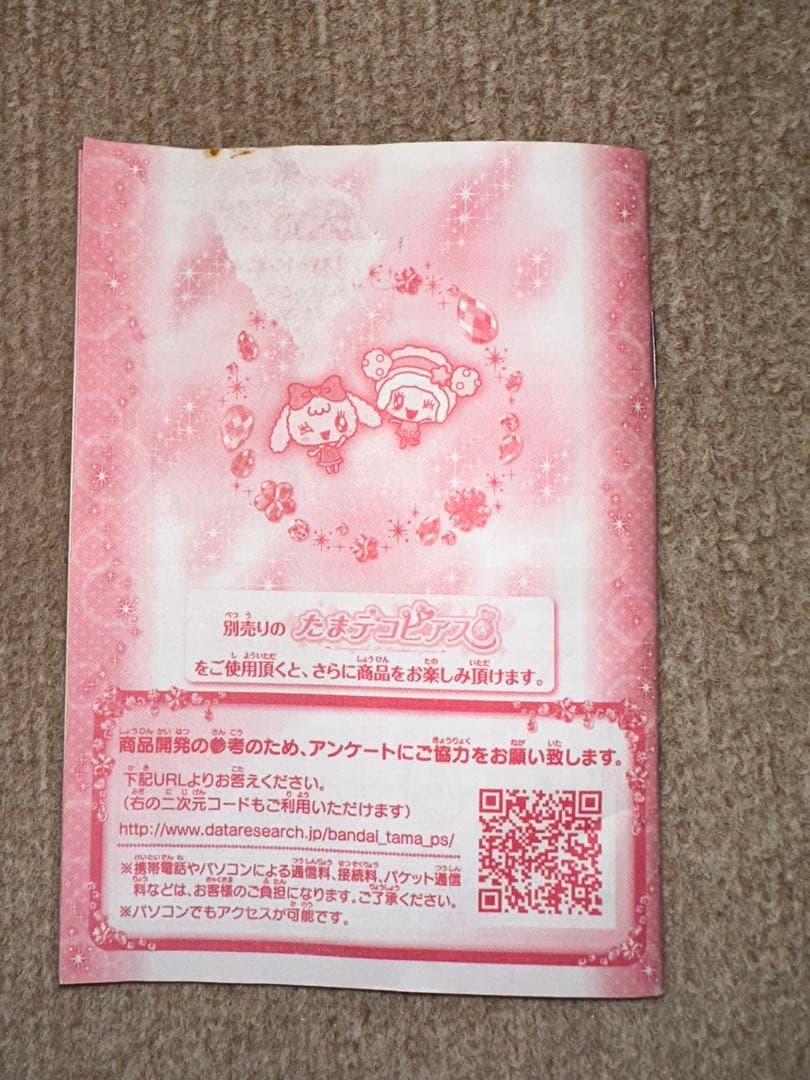 別売りの たまデコピアス
をご使用頂くと、さらに商品をお楽しみ頂けます。
商品開発の参考のため、アンケートにご協力をお願い致します。
下記URLよりお答えください。
(右の二次元コードもご利用いただけます)
http://www.dataresearch.jp/bandai_tama_ps/
※携帯電話やパソコンによる通信料、接続料、パケット通信
料などは、お客様のご負担になります。ご了承ください。
※パソコンでもアクセスが可能です。